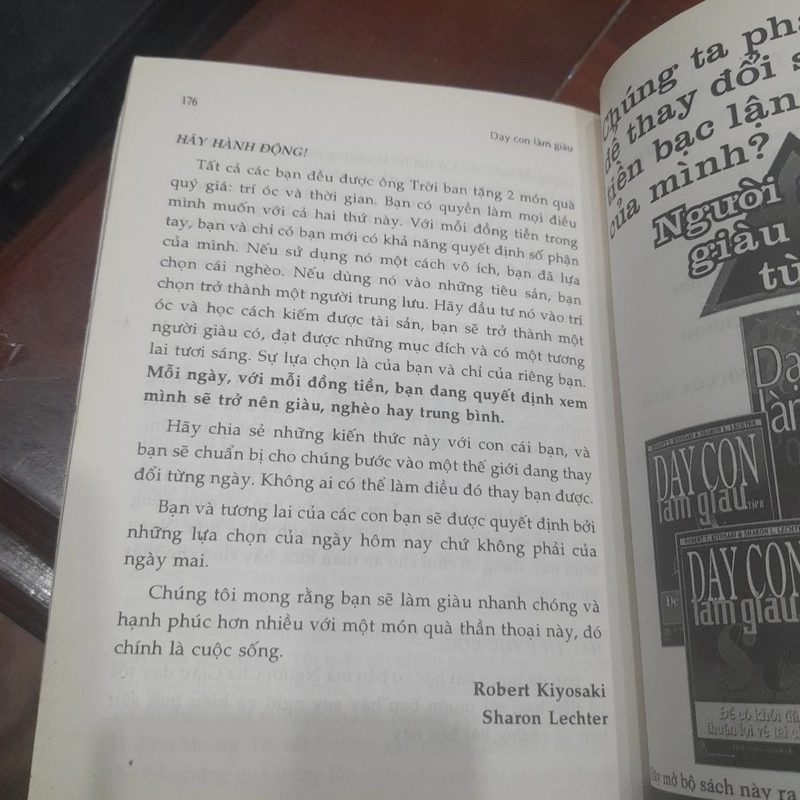 176
Dạy con làm giàu
HÃY HÀNH ĐỘNG!
Tất cả các bạn đều được ông Trời ban tặng 2 món quà
quý giá: trí óc và thời gian. Bạn có quyền làm mọi điều
mình muốn với cả hai thứ này. Với mỗi đồng tiền trong
tay, bạn và chỉ có bạn mới có khả năng quyết định số phận
của mình. Nếu sử dụng nó một cách vô ích, bạn đã lựa
chọn cái nghèo. Nếu dùng nó vào những tiêu sản, bạn
chọn trở thành một người trung lưu. Hãy đầu tư nó vào trí
óc và học cách kiếm được tài sản, bạn sẽ trở thành một
người giàu có, đạt được những mục đích và có một tương
lai tươi sáng. Sự lựa chọn là của bạn và chỉ của riêng bạn.
Mỗi ngày, với mỗi đồng tiền, bạn đang quyết định xem
mình sẽ trở nên giàu, nghèo hay trung bình.
Hãy chia sẻ những kiến thức này với con cái bạn, và
bạn sẽ chuẩn bị cho chúng bước vào một thế giới đang thay
đổi từng ngày. Không ai có thể làm điều đó thay bạn được.
Bạn và tương lai của các con bạn sẽ được quyết định bởi
những lựa chọn của ngày hôm nay chứ không phải của
ngày mai.
Chúng tôi mong rằng bạn sẽ làm giàu nhanh chóng và
hạnh phúc hơn nhiều với một món quà thần thoại này, đó
chính là cuộc sống.
Robert Kiyosaki
Sharon Lechter
Chúng ta
để thay đổi
tiền bạc
của mình?
Người
giàu
DẠY CON
làm giàu
TẬP II
ROBERT T. KIYOSAKI & SHARON L. LECHTER
DẠY CON
làm giàu
mở bộ sách này ra